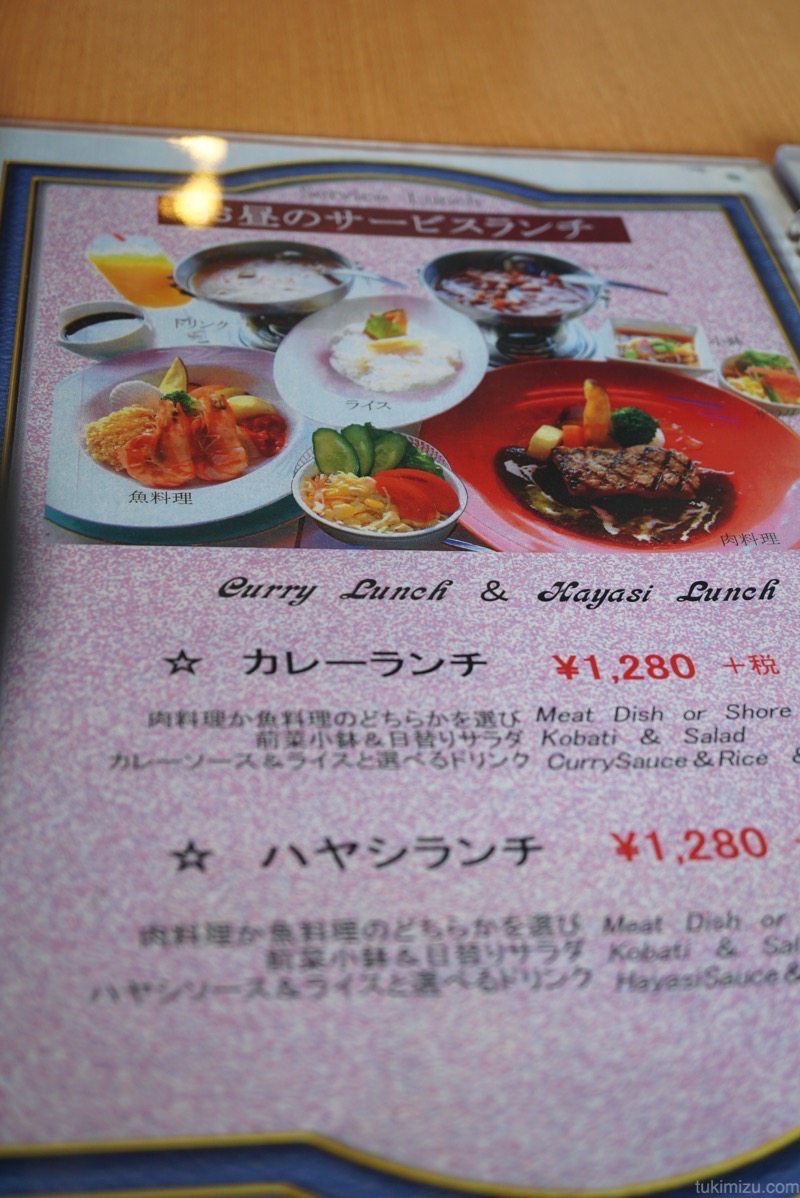 Service Lunch
お昼のサービスランチ
ドリンク
小鉢
ライス
魚料理
肉料理
Curry Lunch & Hayasi Lunch
☆ カレーランチ ¥1,280 +税
肉料理か魚料理のどちらかを選び Meat Dish or Shore
前菜小鉢&日替りサラダ Kobati & Salad
カレーソース&ライスと選べるドリンク CurrySauce&Rice &
☆ ハヤシランチ ¥1,280
肉料理か魚料理のどちらかを選び Meat Dish or
前菜小鉢&日替りサラダ Kobati & Sal
ハヤシソース&ライスと選べるドリンク HayasiSauce&
tukimizu.com